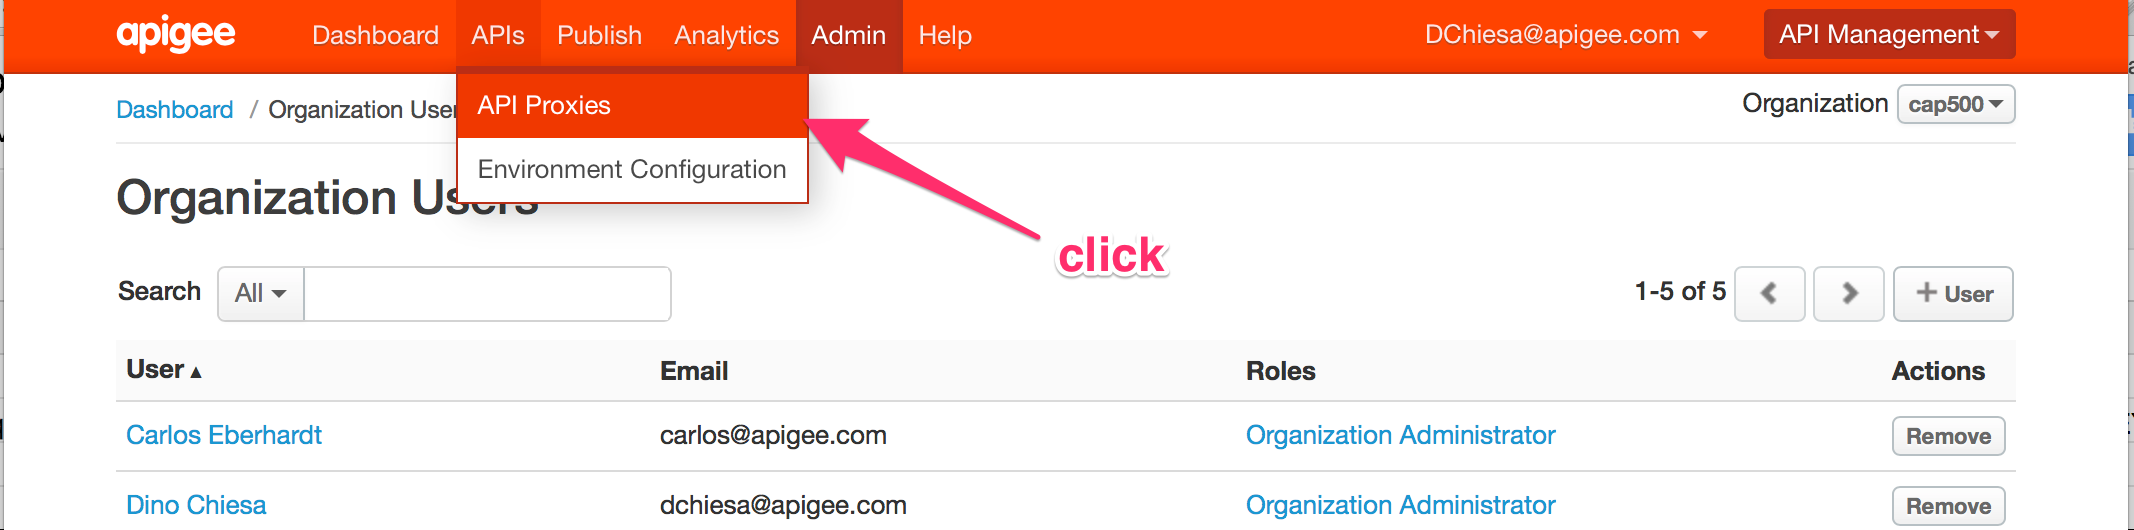 apigee Dashboard APIs Publish Analytics Admin Help DChiesa@apigee.com API Management
Dashboard / Organization User API Proxies Organization cap500
Environment Configuration
Organization Users
click
Search All 1-5 of 5 + User
User Email Roles Actions
Carlos Eberhardt carlos@apigee.com Organization Administrator Remove
Dino Chiesa dchiesa@apigee.com Organization Administrator Remove